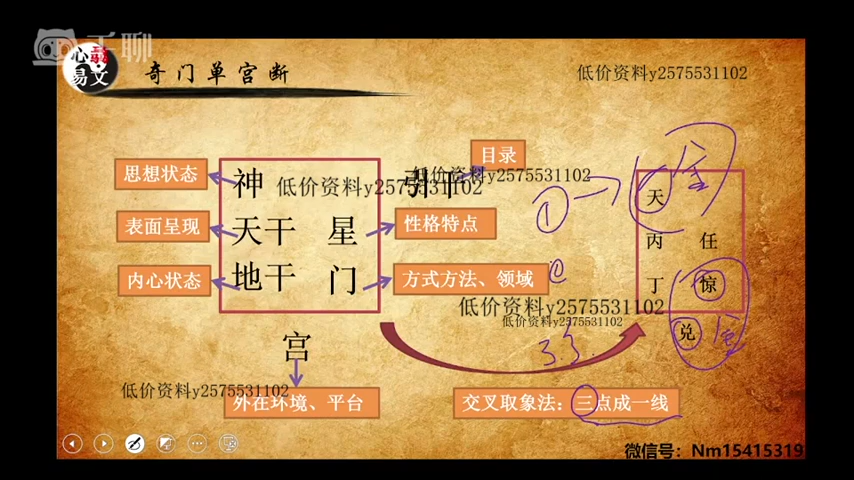 千聊
心 最
易 文
奇门单宫断
低价资料y2575531102
目录
思想状态
神
低价资料y2575531102
引干
低价资料y2575531102
①
天
金
表面呈现
天干 星
性格特点
丙 任
内心状态
地干 门
方式方法、领域
②
丁 惊
低价资料y2575531102
低价资料y2575531102
兑
宫
低价资料y2575531102
外在环境、平台
交叉取象法：三点成一线
微信号：Nm15415319